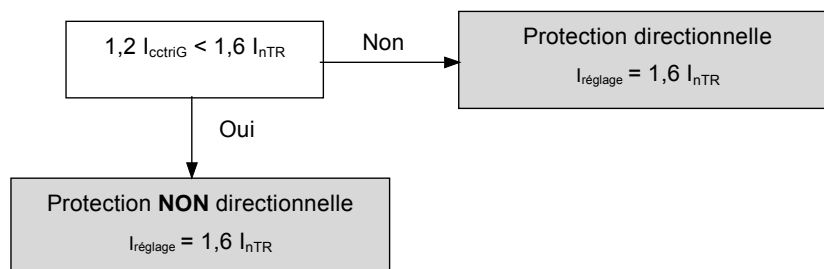 1,2 IcctriG < 1,6 InTR
Non
Protection directionnelle
Iréglage = 1,6 InTR
Oui
Protection NON directionnelle
Iréglage = 1,6 InTR